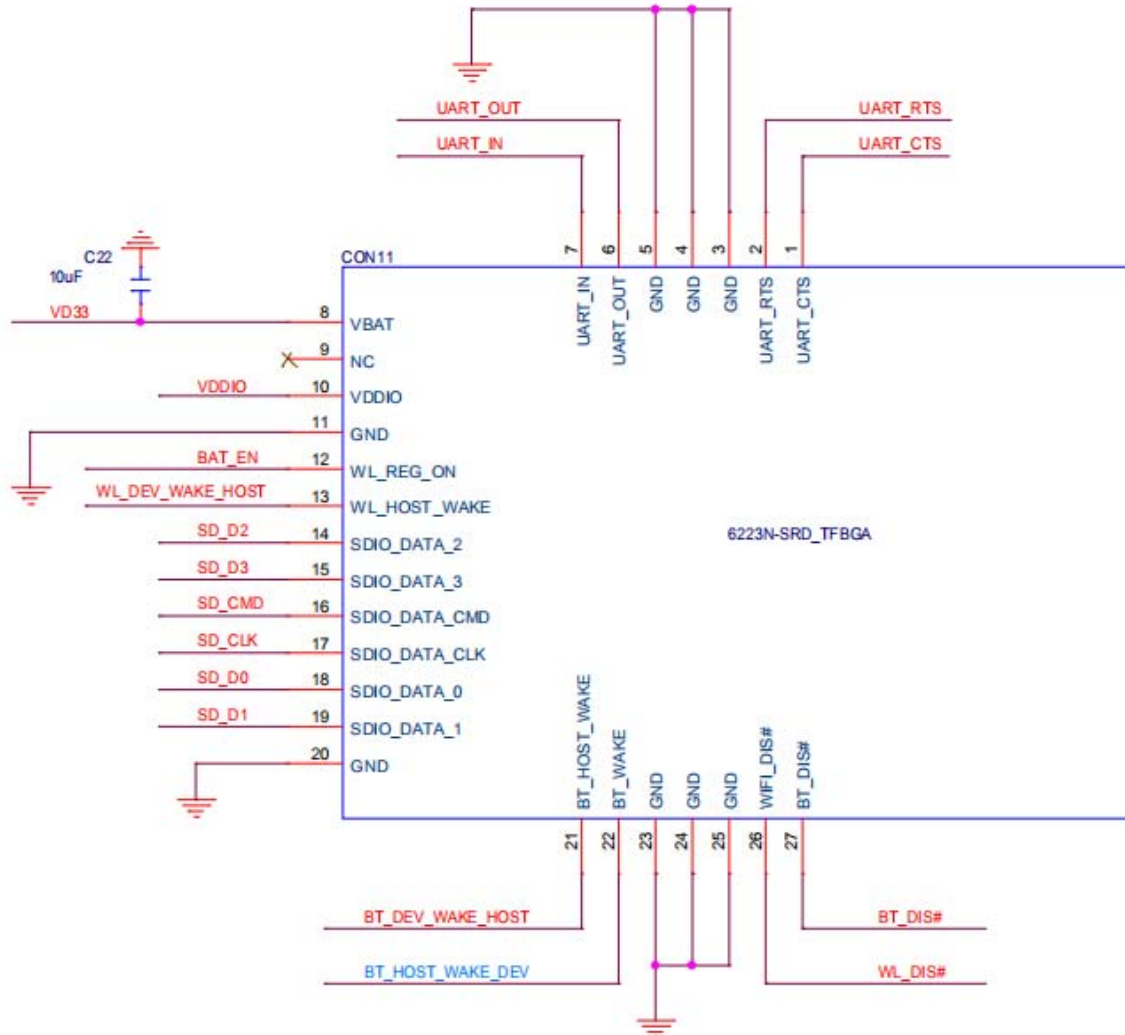 UART_OUT
UART_RTS
UART_IN
UART_CTS
7
6
5
4
3
2
1
C22
10uF
CON11
UART_IN
UART_OUT
GND
GND
GND
UART_RTS
UART_CTS
VD33
8
VBAT
9
NC
VDDIO
10
VDDIO
11
GND
BAT_EN
12
WL_REG_ON
WL_DEV_WAKE_HOST
13
WL_HOST_WAKE
SD_D2
14
SDIO_DATA_2
6223N-SRD_TFBGA
SD_D3
15
SDIO_DATA_3
SD_CMD
16
SDIO_DATA_CMD
SD_CLK
17
SDIO_DATA_CLK
SD_D0
18
SDIO_DATA_0
SD_D1
19
SDIO_DATA_1
20
GND
BT_HOST_WAKE
BT_WAKE
GND
GND
GND
WIFI_DIS#
BT_DIS#
21
22
23
24
25
26
27
BT_DEV_WAKE_HOST
BT_DIS#
BT_HOST_WAKE_DEV
WL_DIS#